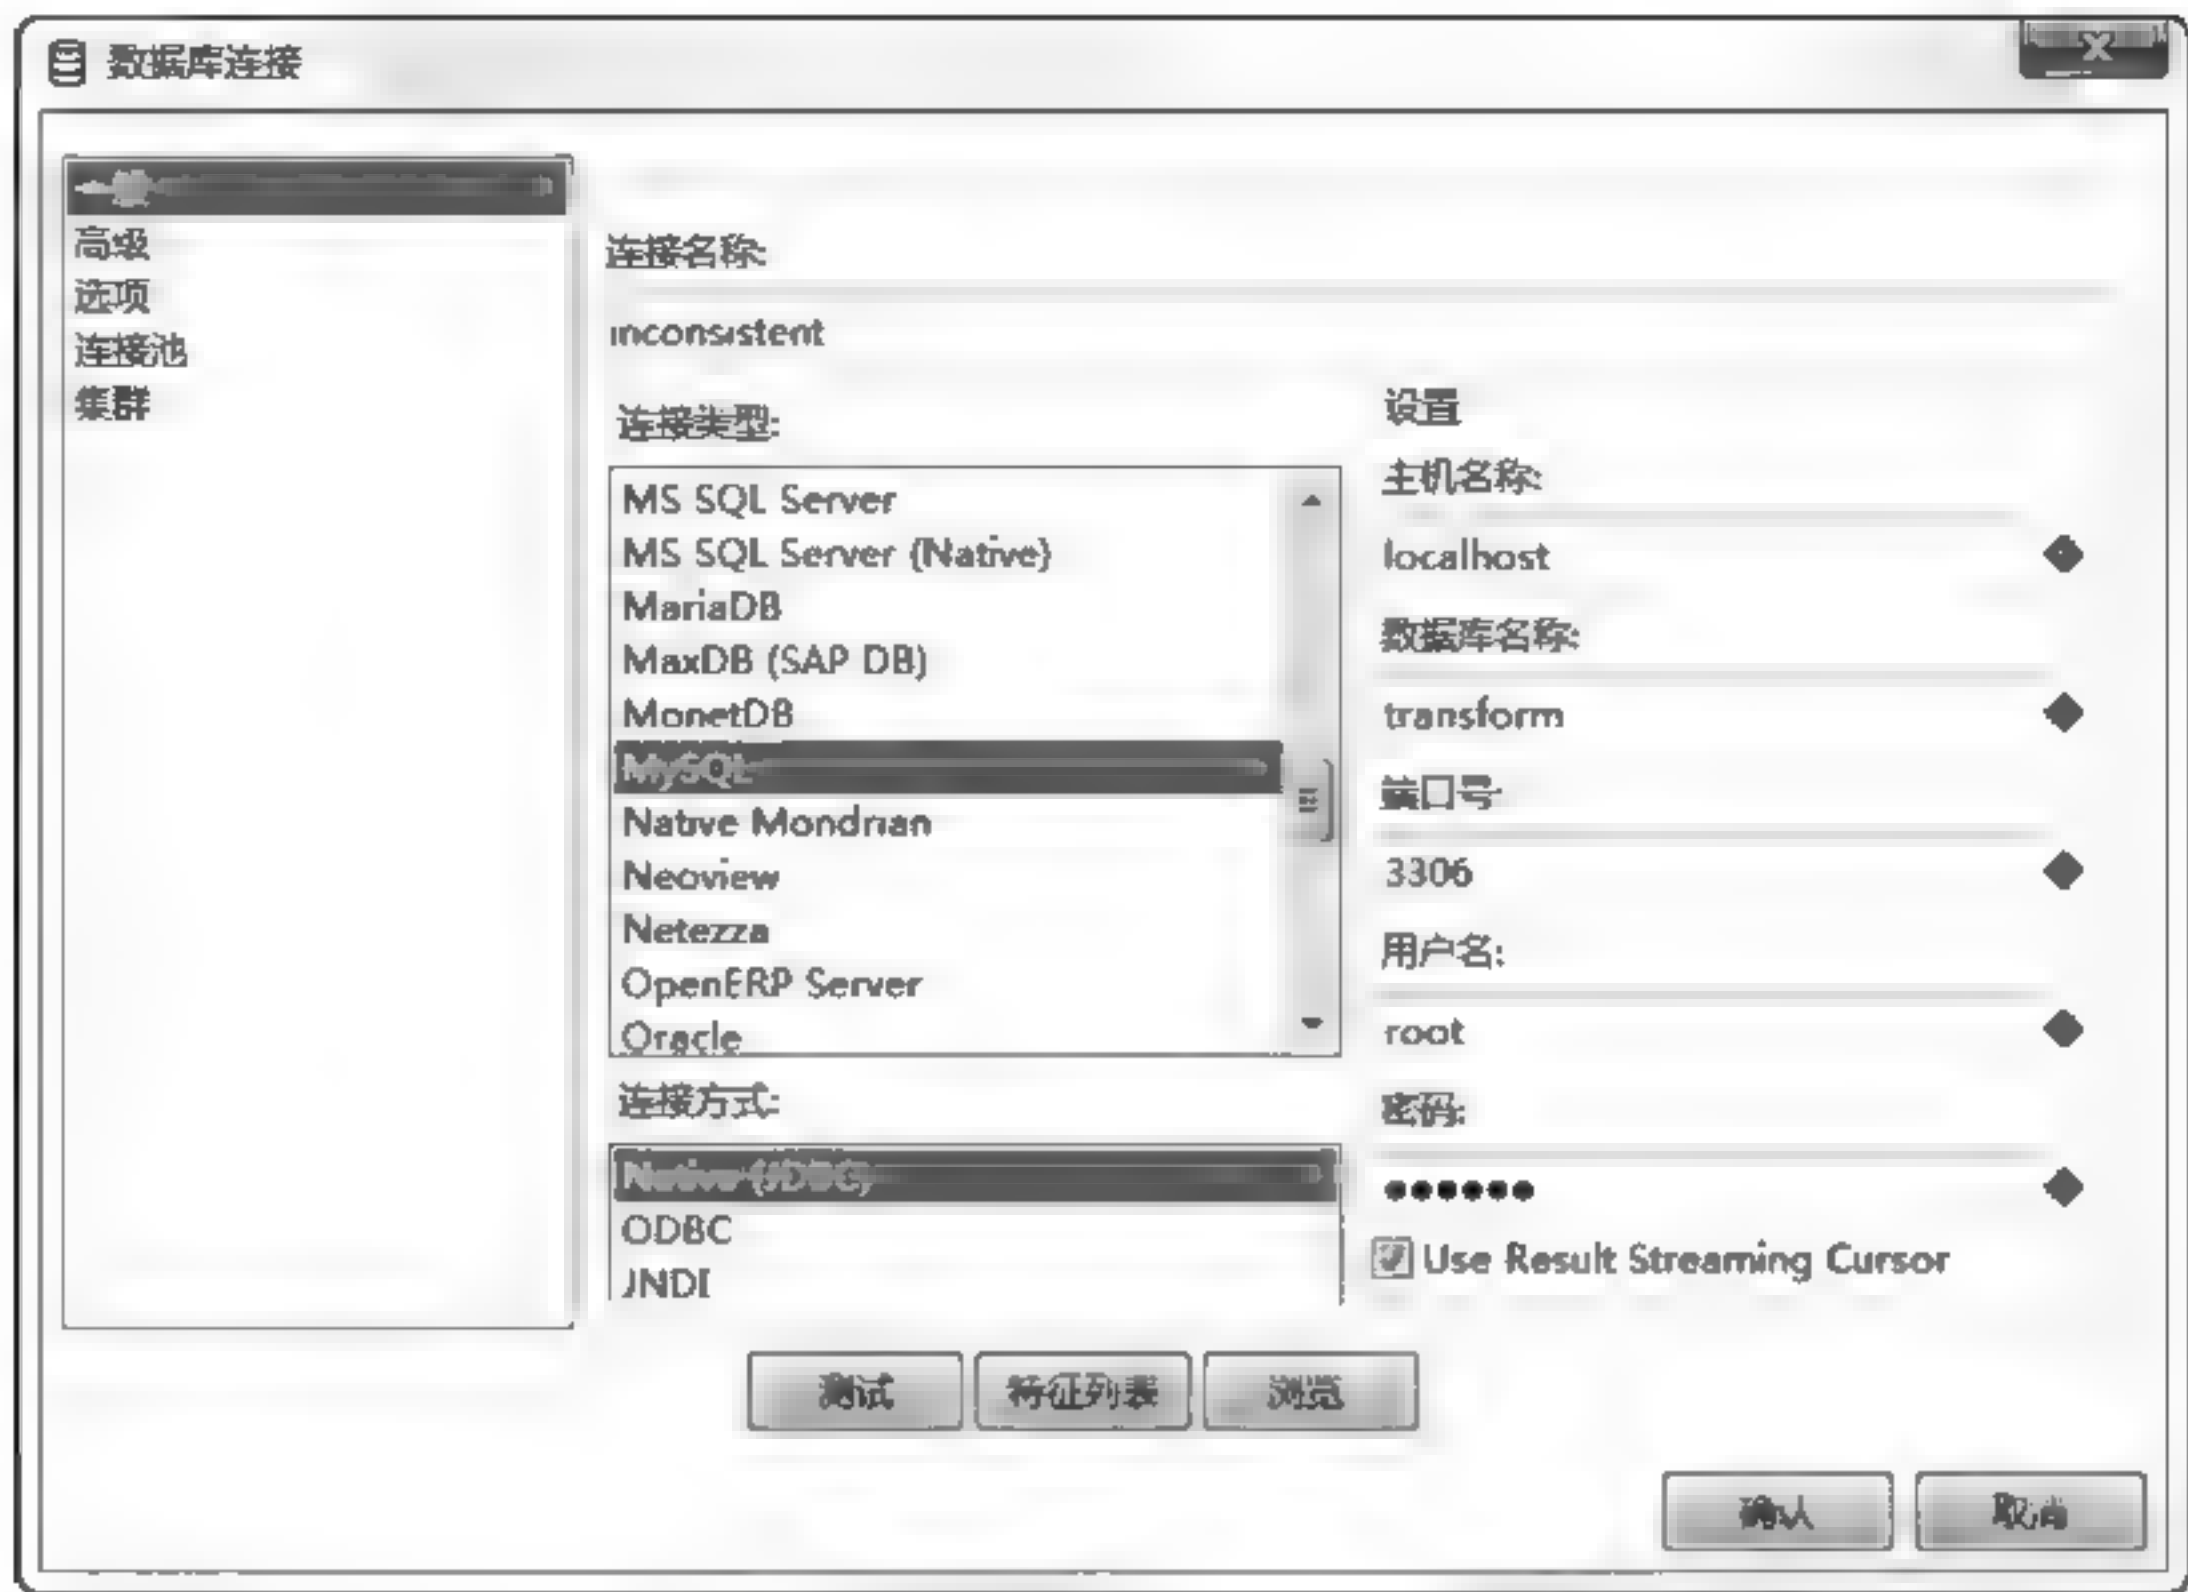 数据库连接
一般
高级
选项
连接池
集群
连接名称:
inconsistent
连接类型:
MS SQL Server
MS SQL Server (Native)
MariaDB
MaxDB (SAP DB)
MonetDB
MySQL
Native Mondrian
Neoview
Netezza
OpenERP Server
Oracle
连接方式:
Native (JDBC)
ODBC
JNDI
设置
主机名称:
localhost
数据库名称:
transform
端口号:
3306
用户名:
root
密码:
●●●●●●
Use Result Streaming Cursor
测试
特征列表
浏览
确认
取消